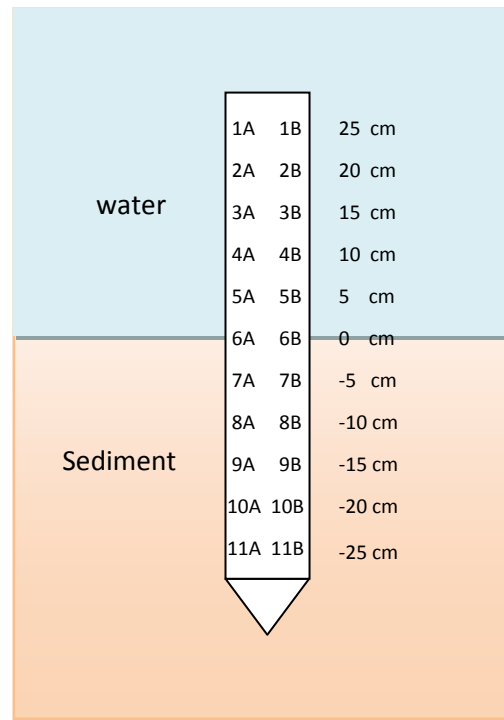 1A 1B 25 cm
2A 2B 20 cm
water
3A 3B 15 cm
4A 4B 10 cm
5A 5B 5 cm
6A 6B 0 cm
7A 7B -5 cm
8A 8B -10 cm
Sediment
9A 9B -15 cm
10A 10B -20 cm
11A 11B -25 cm